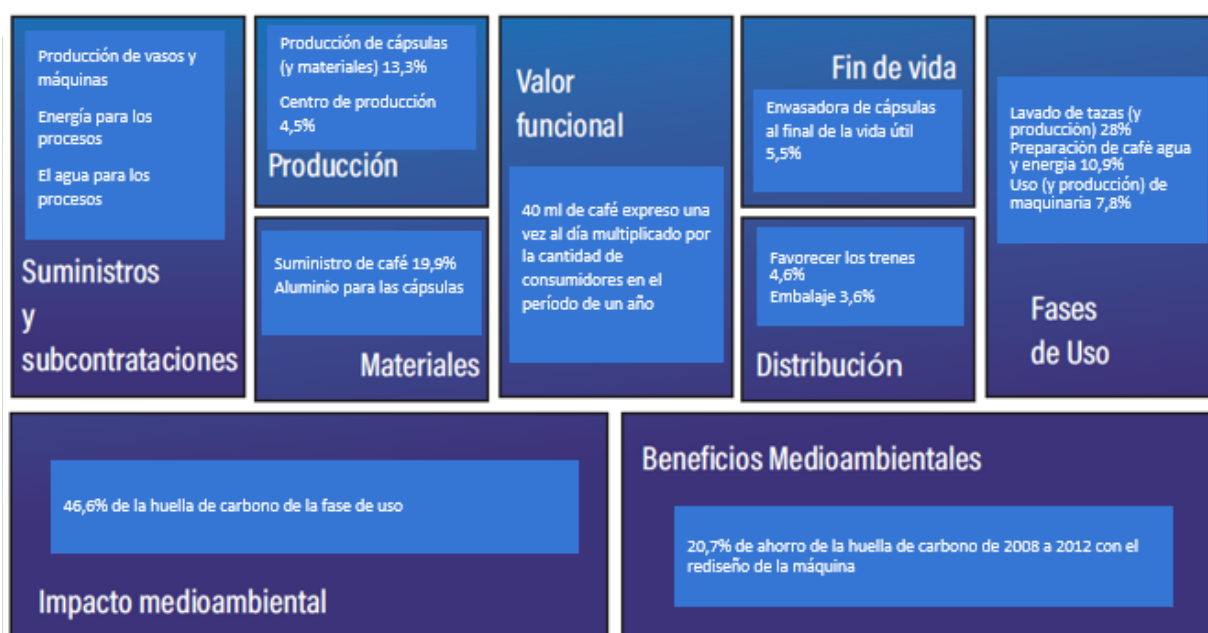 Producción de vasos y
máquinas
Energía para los
procesos
El agua para los
procesos
Suministros
y
subcontrataciones
Producción de cápsulas
(y materiales) 13,3%
Centro de producción
4,5%
Producción
Suministro de café 19,9%
Aluminio para las cápsulas
Materiales
Valor
funcional
40 ml de café expreso una
vez al día multiplicado por
la cantidad de
consumidores en el
período de un año
Fin de vida
Envasadora de cápsulas
al final de la vida útil
5,5%
Favorecer los trenes
4,6%
Embalaje 3,6%
Distribución
Lavado de tazas (y
producción) 28%
Preparación de café agua
y energia 10,9%
Uso (y producción) de
maquinaria 7,8%
Fases
de Uso
46,6% de la huella de carbono de la fase de uso
Impacto medioambiental
Beneficios Medioambientales
20,7% de ahorro de la huella de carbono de 2008 a 2012 con el
rediseño de la máquina